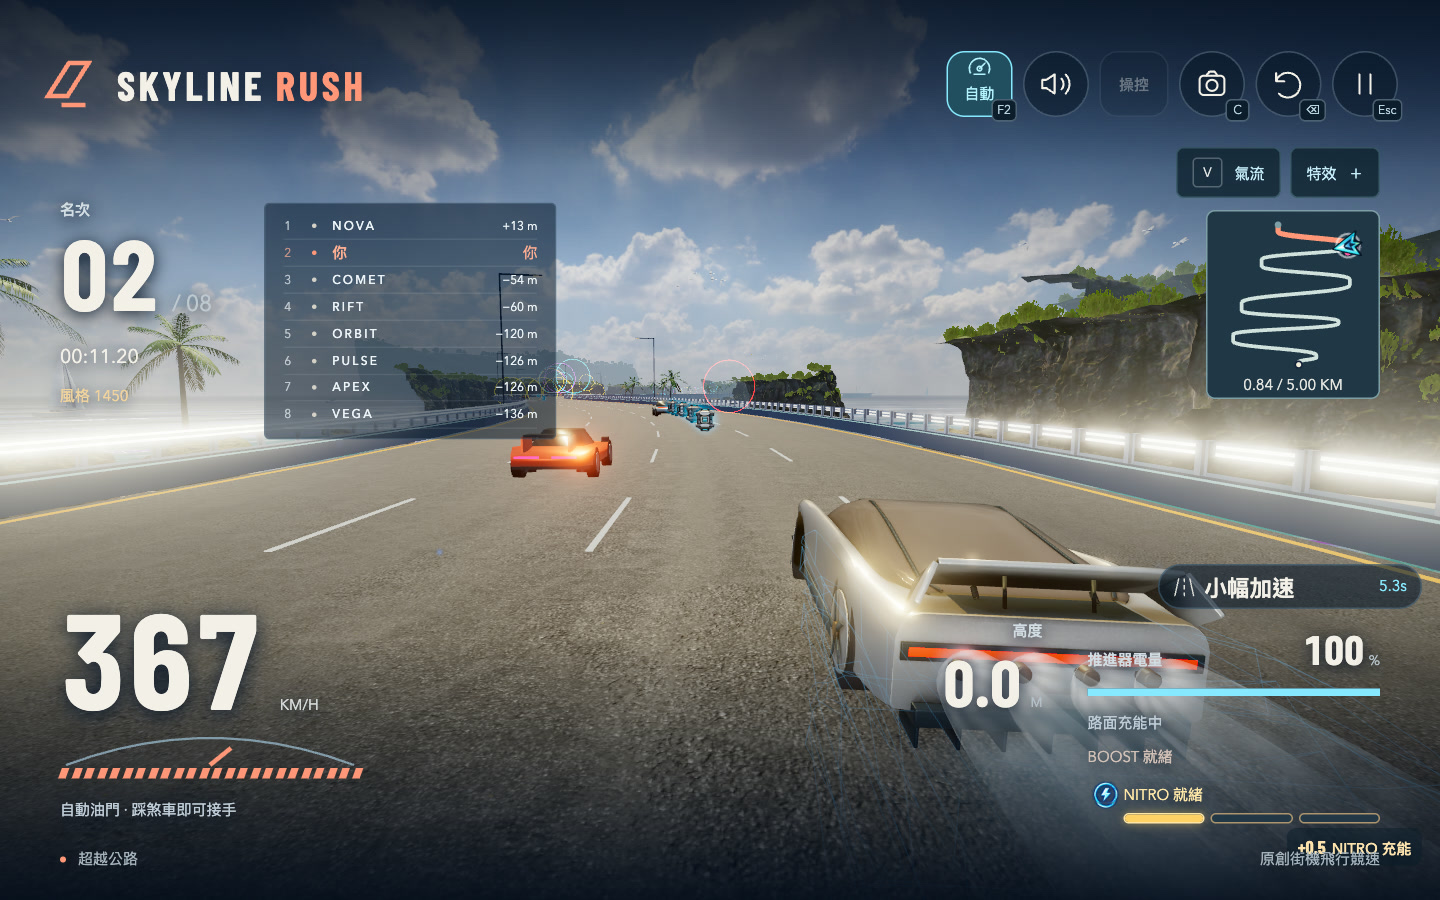 SKYLINE RUSH
自動
F2
操控
C
⌫
Esc
V 氣流
特效 +
名次
02 / 08
00:11.20
風格 1450
1 • NOVA +13 m
2 • 你 你
3 • COMET −54 m
4 • RIFT −60 m
5 • ORBIT −120 m
6 • PULSE −126 m
7 • APEX −126 m
8 • VEGA −136 m
0.84 / 5.00 KM
小幅加速 5.3s
高度
0.0 M
推進器電量 100 %
路面充能中
BOOST 就緒
NITRO 就緒
+0.5 NITRO 充能
原創街機飛行競速
367 KM/H
自動油門 · 踩煞車即可接手
• 超越公路